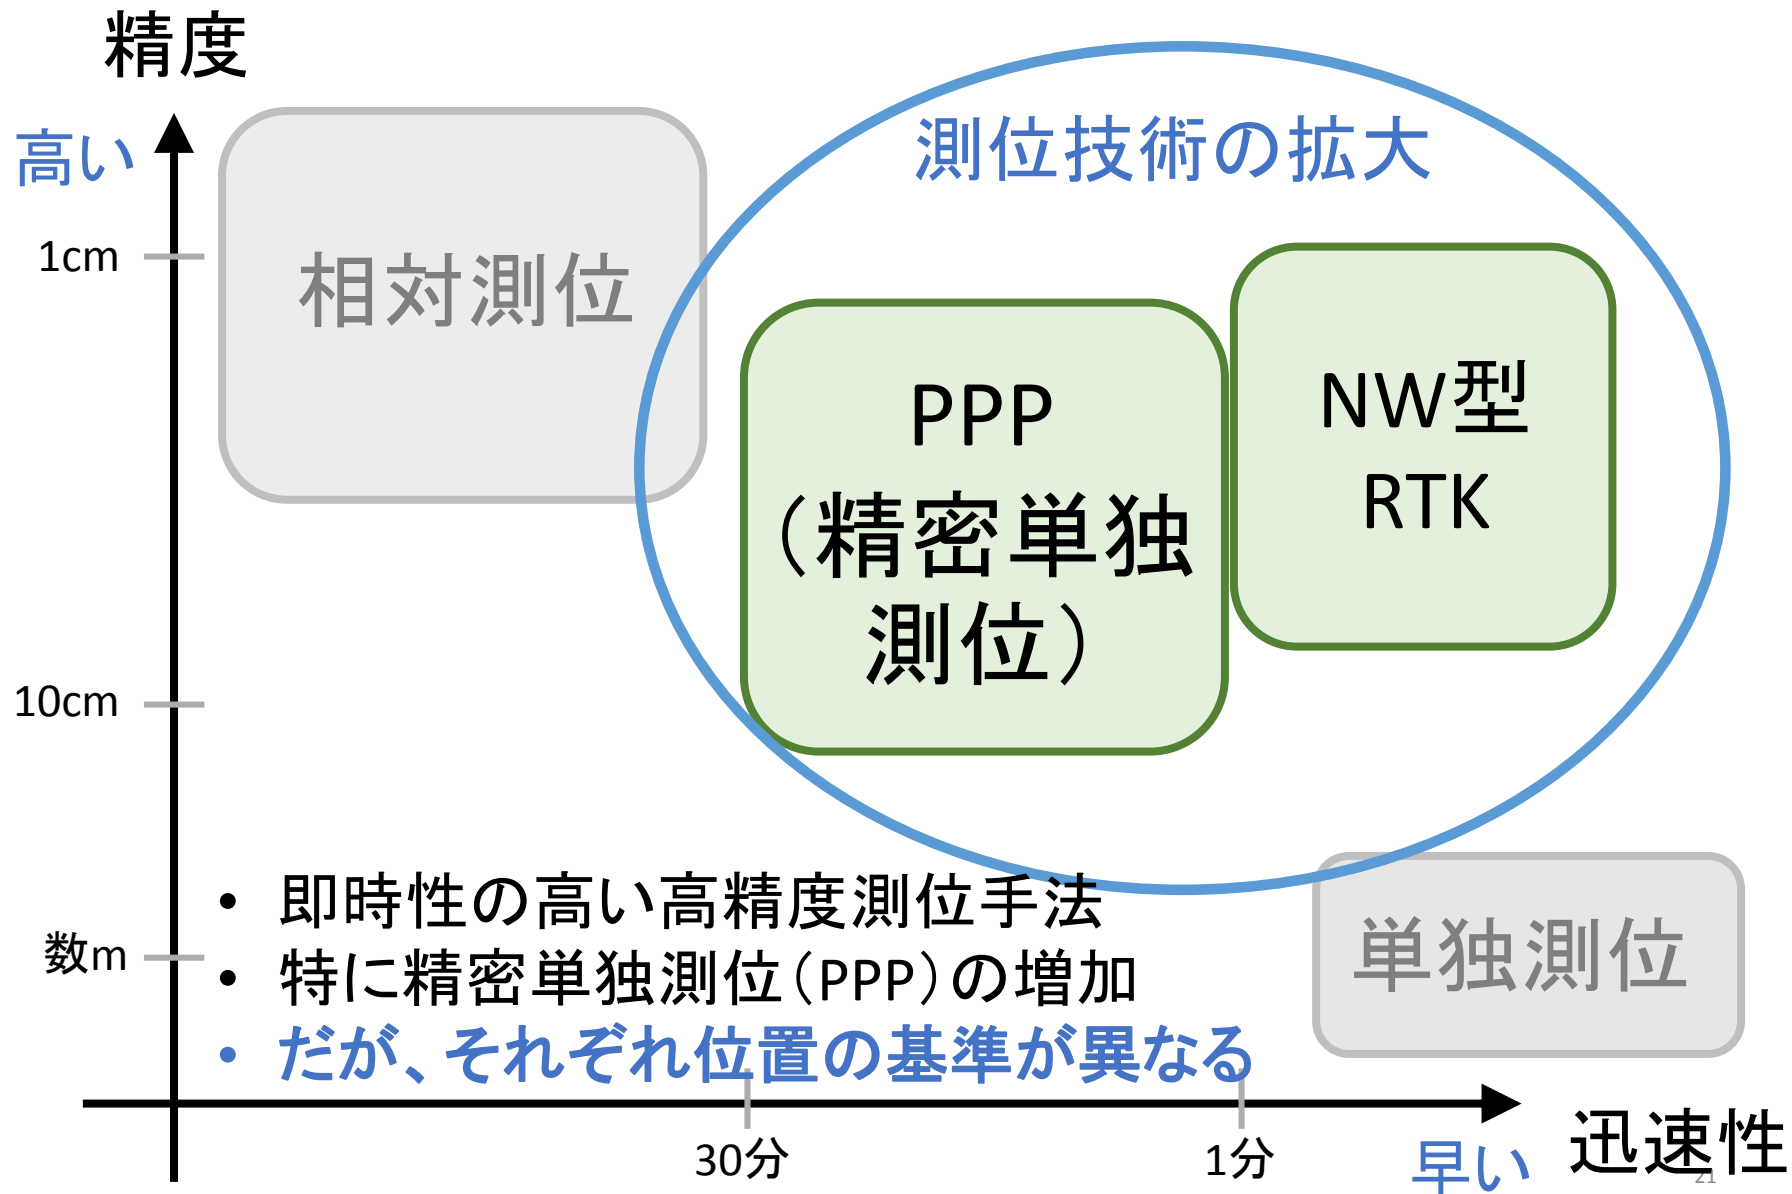 精度
高い
測位技術の拡大
1cm
相対測位
PPP
（精密単独
測位）
NW型
RTK
10cm
• 即時性の高い高精度測位手法
数m
• 特に精密単独測位（PPP）の増加
• だが、それぞれ位置の基準が異なる
単独測位
30分
1分
早い
迅速性
21